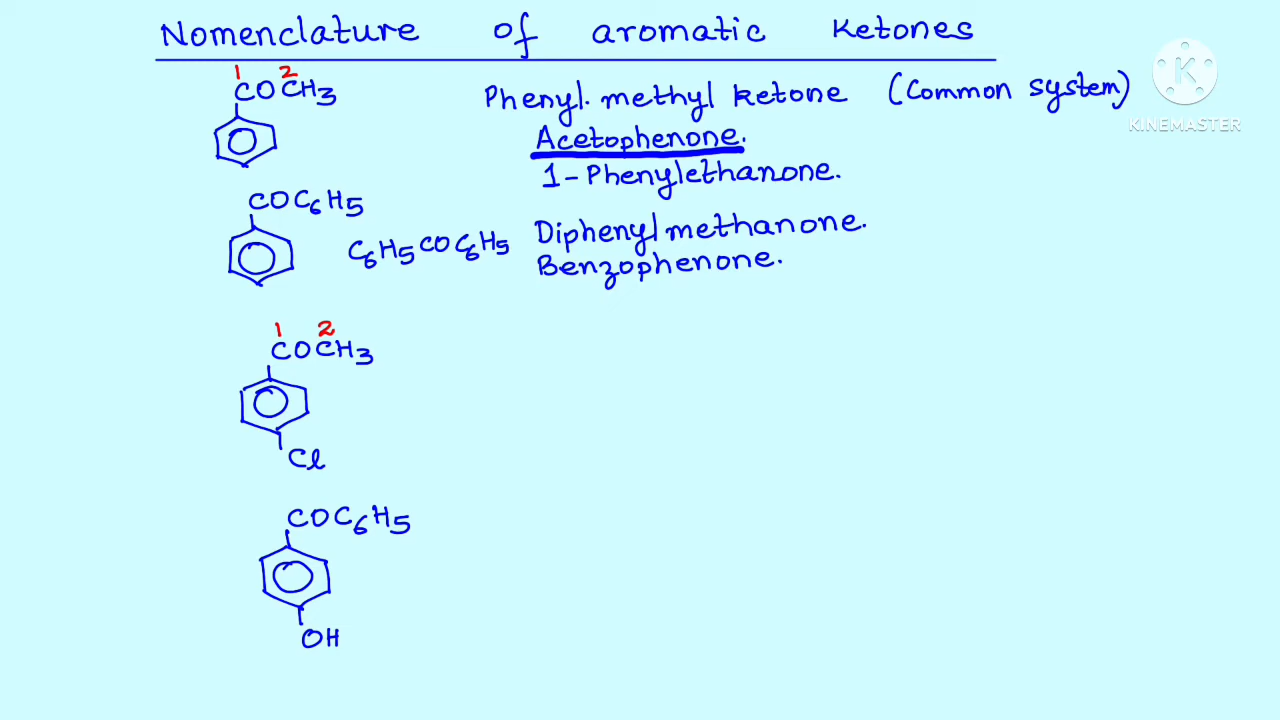 Nomenclature of aromatic Ketones
1 2
COCH3 Phenyl. methyl ketone (Common system)
Acetophenone.
1-Phenylethanone.
COC6H5
C6H5COC6H5 Diphenylmethanone.
Benzophenone.
1 2
COCH3
Cl
COC6H5
OH
K
KINEMASTER